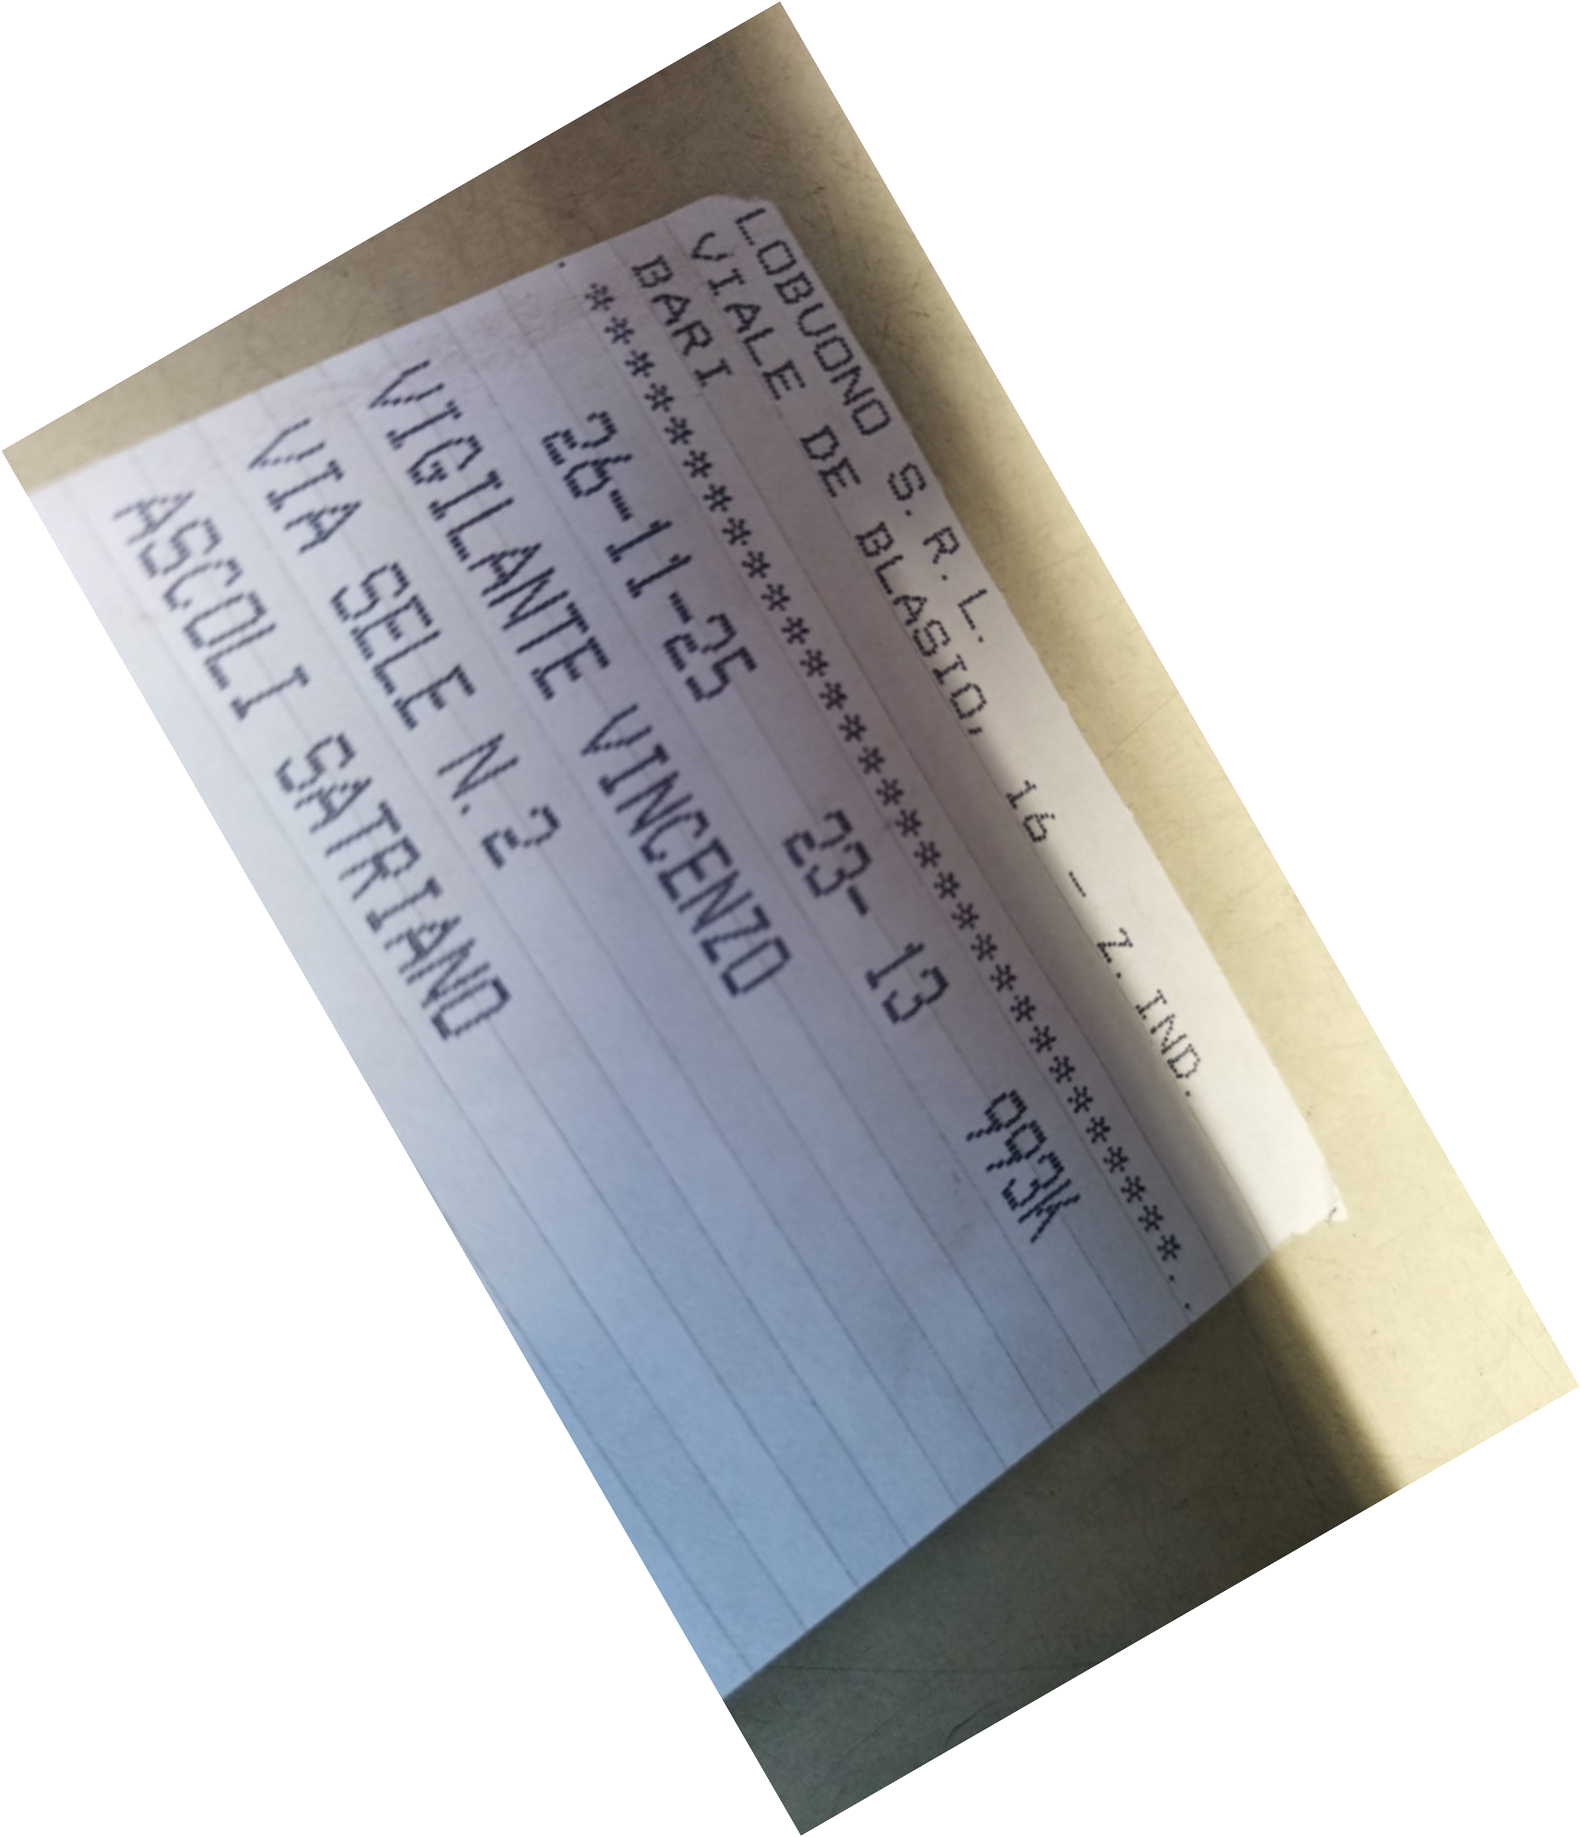 LOBUONO S.R.L.
VIALE DE BLASIO, 16 - Z.IND.
BARI
. ******************************..
26-11-25 23- 13 993K
VIGILANTE VINCENZO
VIA SELE N.2
ASCOLI SATRIANO